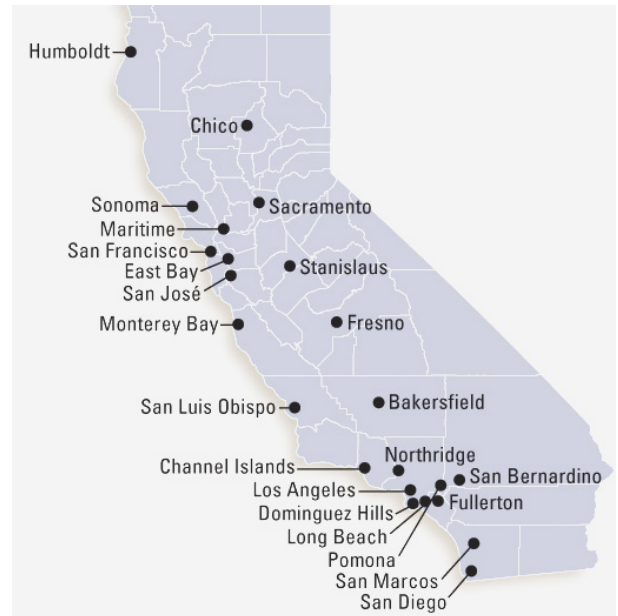 Humboldt
Chico
Sonoma
Sacramento
Maritime
San Francisco
East Bay
Stanislaus
San José
Monterey Bay
Fresno
San Luis Obispo
Bakersfield
Northridge
Channel Islands
San Bernardino
Los Angeles
Fullerton
Dominguez Hills
Long Beach
Pomona
San Marcos
San Diego